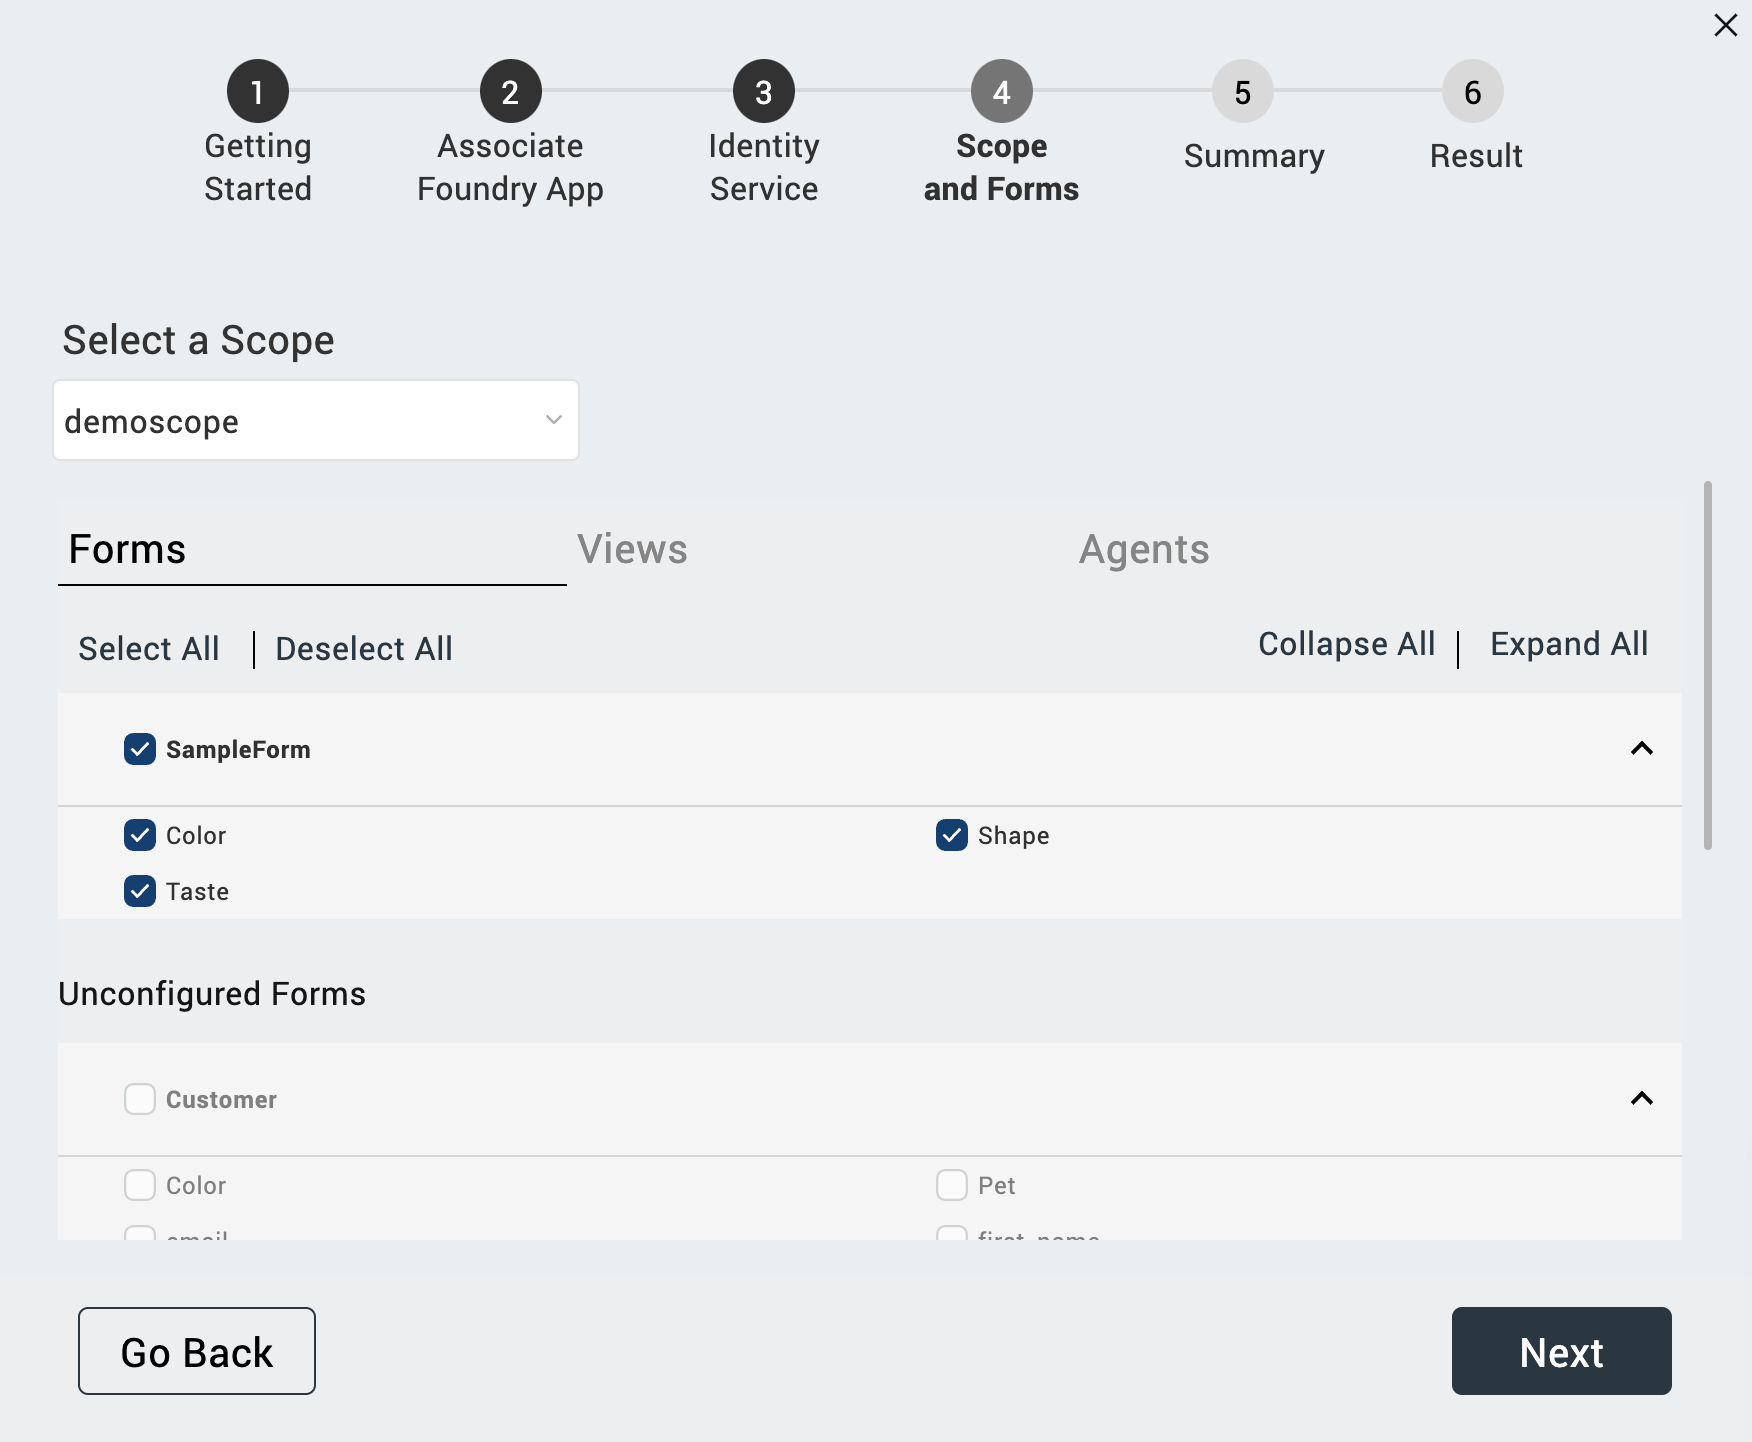 1
2
3
4
5
6
Getting
Started
Associate
Foundry App
Identity
Service
Scope
and Forms
Summary
Result
Select a Scope
demoscope
Forms
Views
Agents
Select All | Deselect All
Collapse All | Expand All
SampleForm
Color
Shape
Taste
Unconfigured Forms
Customer
Color
Pet
email
first_name
Go Back
Next